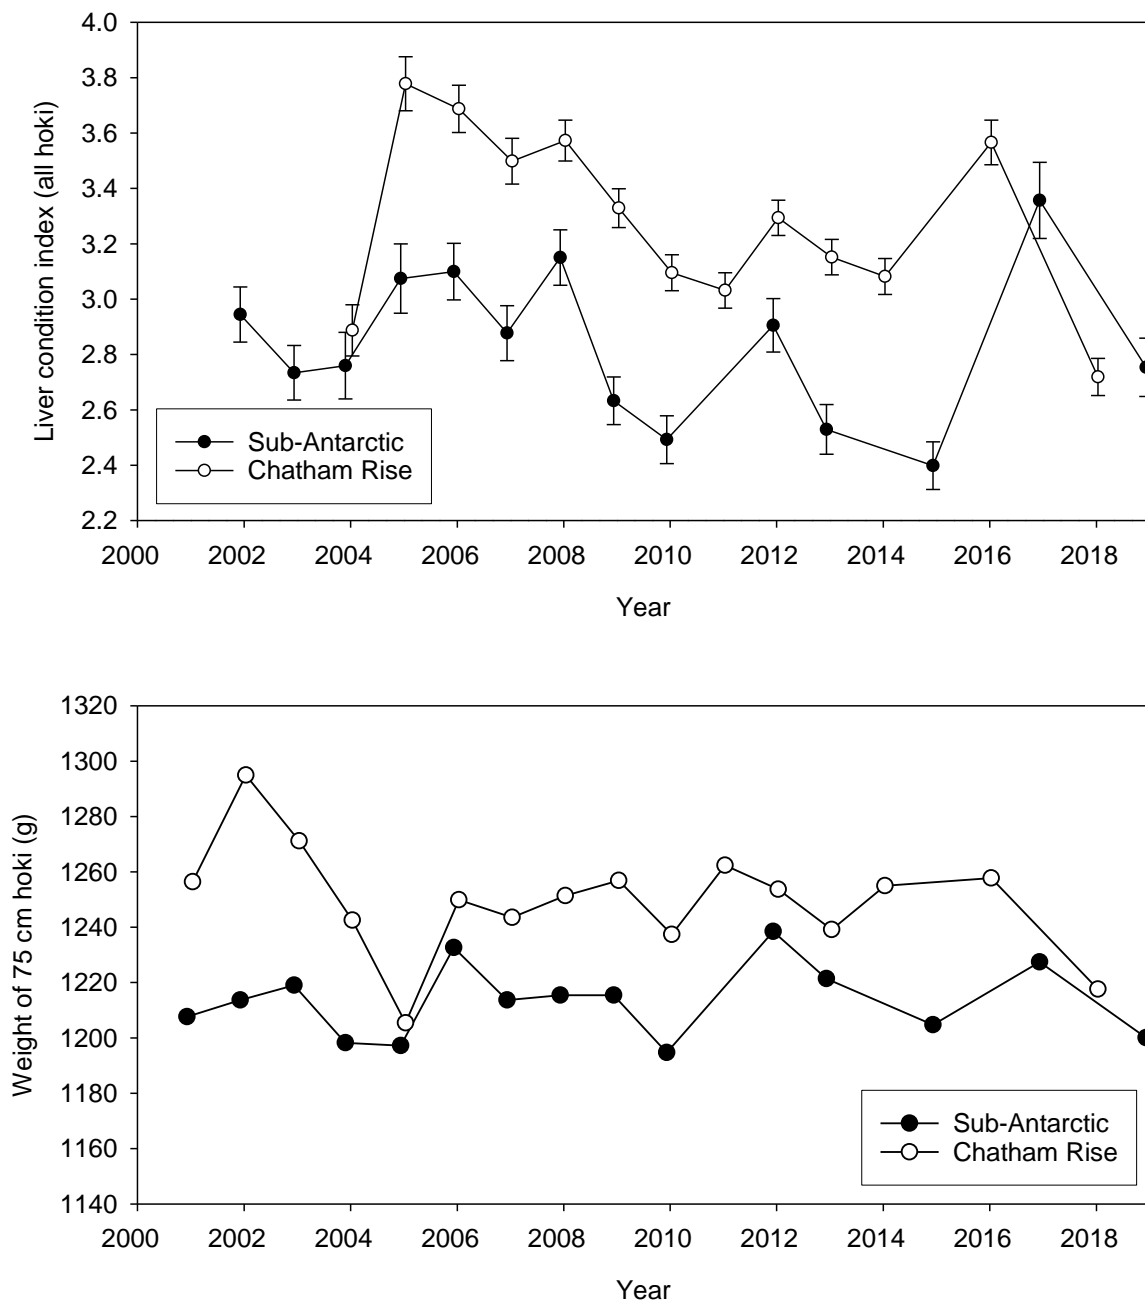 4.0
3.8
3.6
3.4
3.2
3.0
2.8
2.6
2.4
2.2
Liver condition index (all hoki)
Sub-Antarctic
Chatham Rise
2000 2002 2004 2006 2008 2010 2012 2014 2016 2018
Year
1320
1300
1280
1260
1240
1220
1200
1180
1160
1140
Weight of 75 cm hoki (g)
Sub-Antarctic
Chatham Rise
2000 2002 2004 2006 2008 2010 2012 2014 2016 2018
Year